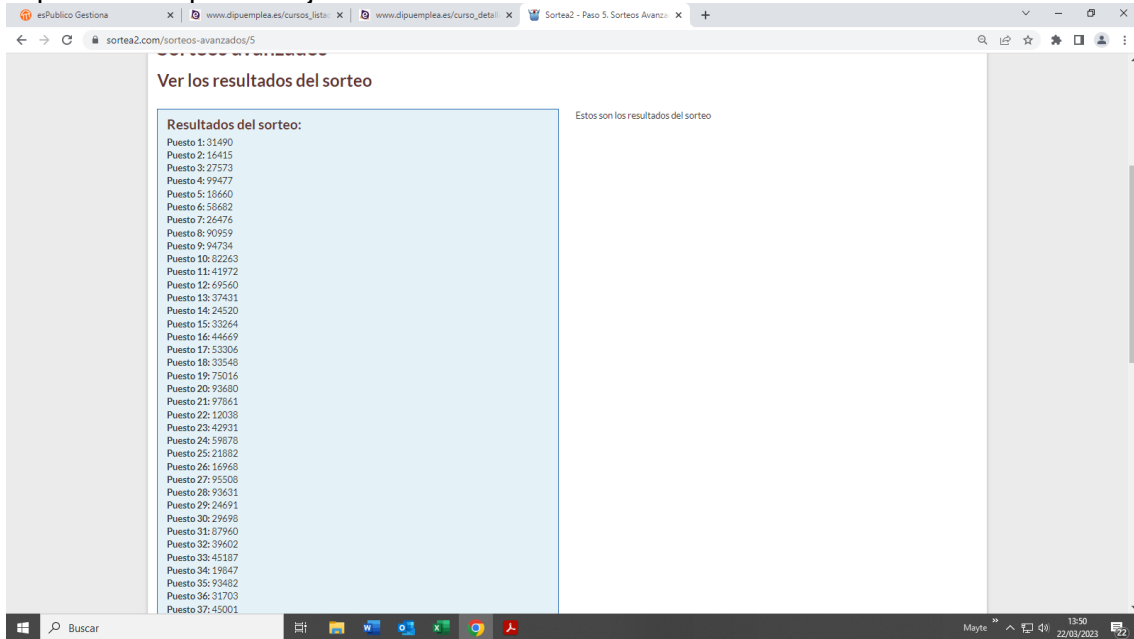 esPublico Gestiona
www.dipuemplea.es/cursos_lista
www.dipuemplea.es/curso_detall
Sortea2 - Paso 5. Sorteos Avanza
sortea2.com/sorteos-avanzados/5
Ver los resultados del sorteo
Resultados del sorteo:
Estos son los resultados del sorteo
Puesto 1: 31490
Puesto 2: 16415
Puesto 3: 27573
Puesto 4: 99477
Puesto 5: 18660
Puesto 6: 58682
Puesto 7: 26476
Puesto 8: 90959
Puesto 9: 94734
Puesto 10: 82263
Puesto 11: 41972
Puesto 12: 69560
Puesto 13: 37431
Puesto 14: 24520
Puesto 15: 33264
Puesto 16: 44669
Puesto 17: 53306
Puesto 18: 33548
Puesto 19: 75016
Puesto 20: 93680
Puesto 21: 97861
Puesto 22: 12038
Puesto 23: 42931
Puesto 24: 59878
Puesto 25: 21882
Puesto 26: 16968
Puesto 27: 95508
Puesto 28: 93631
Puesto 29: 24691
Puesto 30: 29698
Puesto 31: 87960
Puesto 32: 39602
Puesto 33: 45187
Puesto 34: 19847
Puesto 35: 93482
Puesto 36: 31703
Puesto 37: 45001
Buscar
Mayte
13:50
22/03/2023
22